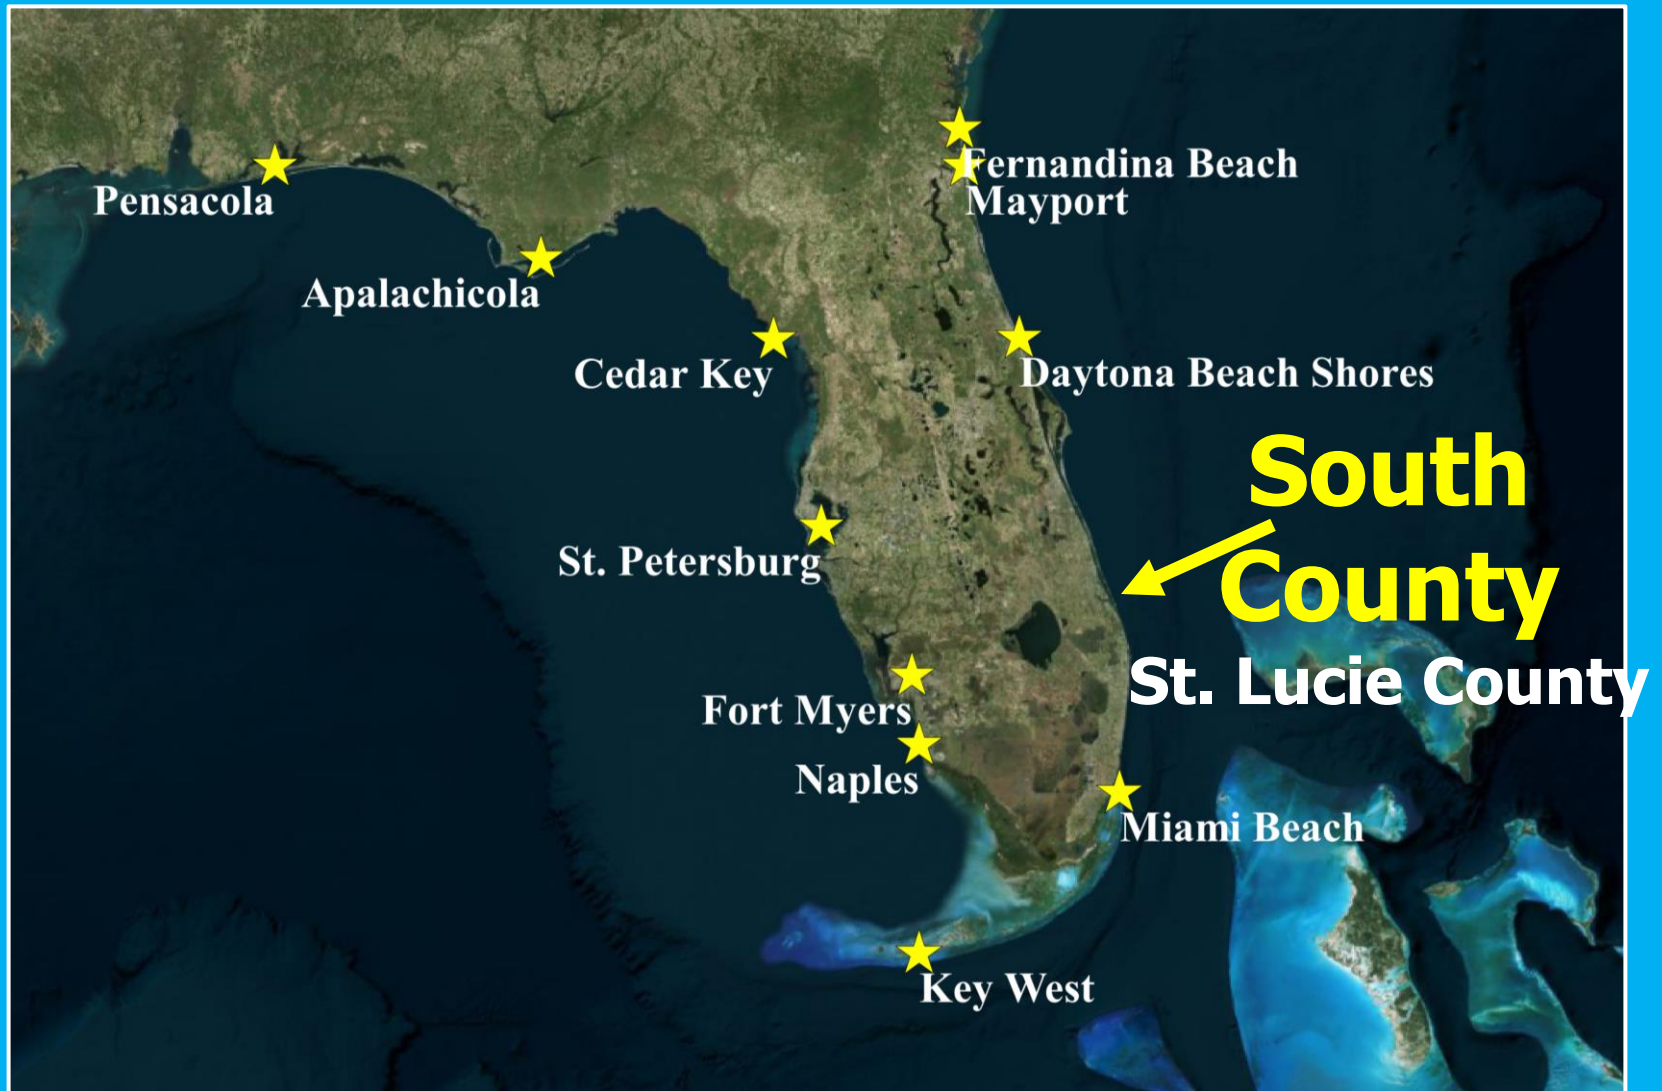 Fernandina Beach
Pensacola
Mayport
Apalachicola
Cedar Key
Daytona Beach Shores
South
County
St. Petersburg
St. Lucie County
Fort Myers
Naples
Miami Beach
Key West